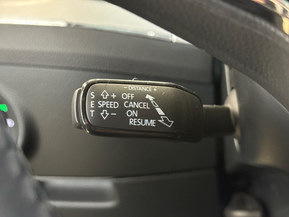 - DISTANCE +
S ⇧+ OFF
E SPEED CANCEL
T ⇩- ON
RESUME